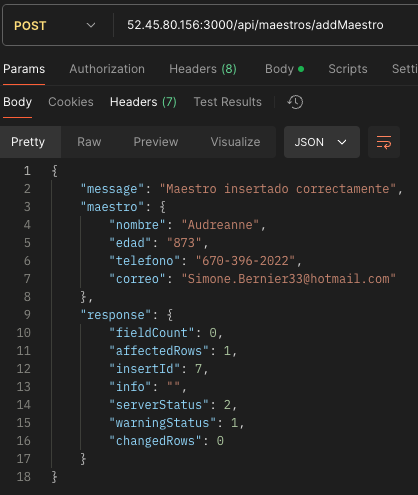 POST 52.45.80.156:3000/api/maestros/addMaestro
Params Authorization Headers (8) Body Scripts Setti
Body Cookies Headers (7) Test Results
Pretty Raw Preview Visualize JSON
1 {
2 "message": "Maestro insertado correctamente",
3 "maestro": {
4 "nombre": "Audreanne",
5 "edad": "873",
6 "telefono": "670-396-2022",
7 "correo": "Simone.Bernier33@hotmail.com"
8 },
9 "response": {
10 "fieldCount": 0,
11 "affectedRows": 1,
12 "insertId": 7,
13 "info": "",
14 "serverStatus": 2,
15 "warningStatus": 1,
16 "changedRows": 0
17 }
18 }